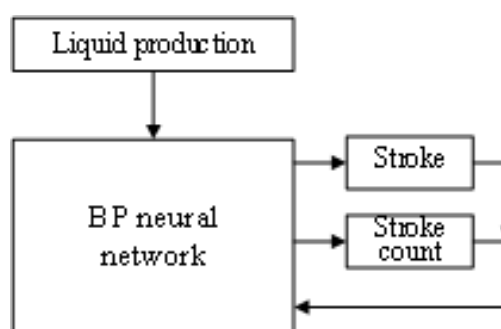 Liquid production
BP neural
network
Stroke
Stroke
count